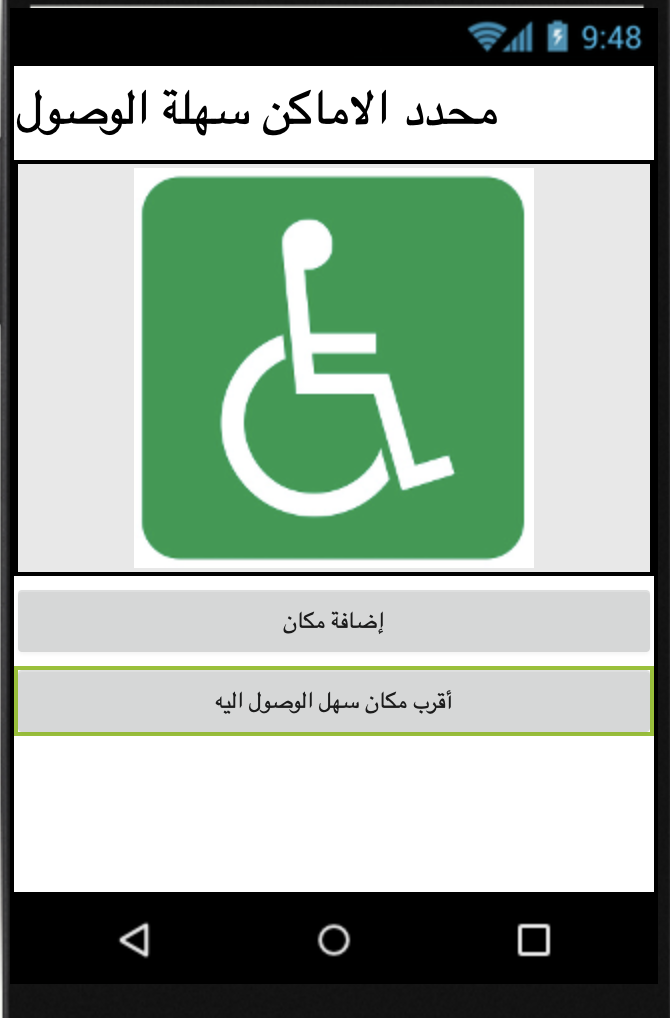 9:48
محدد الاماكن سهلة الوصول
إضافة مكان
أقرب مكان سهل الوصول اليه